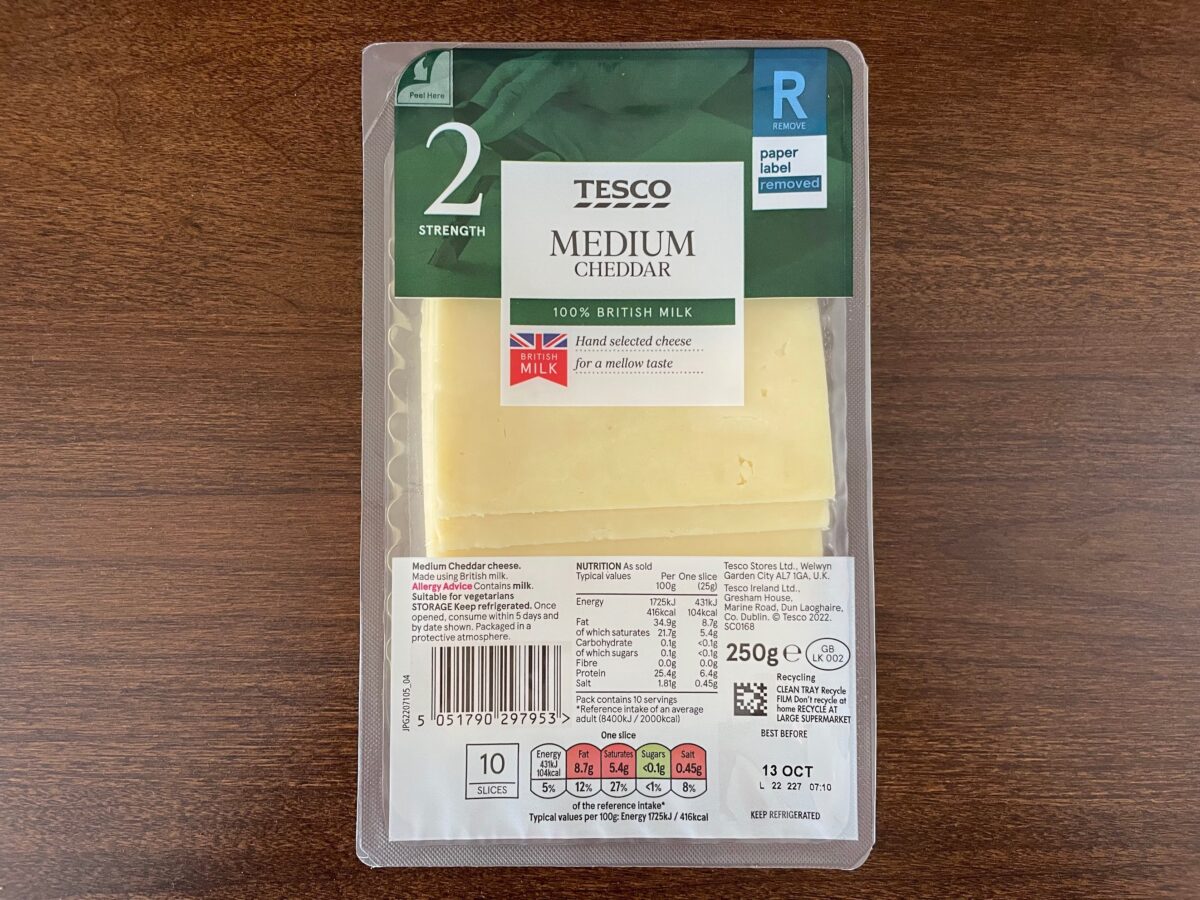 Peel Here
2
STRENGTH
R
REMOVE
paper
label
removed
TESCO
MEDIUM
CHEDDAR
100% BRITISH MILK
BRITISH
MILK
Hand selected cheese
for a mellow taste
Medium Cheddar cheese.
Made using British milk.
Allergy Advice Contains milk.
Suitable for vegetarians
STORAGE Keep refrigerated. Once
opened, consume within 5 days and
by date shown. Packaged in a
protective atmosphere.
JPG2207105_04
5 051790 297953 >
10
SLICES
NUTRITION As sold
Typical values Per One slice
100g (25g)
Energy 1725kJ 431kJ
416kcal 104kcal
Fat 34.9g 8.7g
of which saturates 21.7g 5.4g
Carbohydrate 0.1g <0.1g
of which sugars 0.1g <0.1g
Fibre 0.0g 0.0g
Protein 25.4g 6.4g
Salt 1.81g 0.45g
Pack contains 10 servings
*Reference intake of an average
adult (8400kJ / 2000kcal)
One slice
Energy Fat Saturates Sugars Salt
431kJ
104kcal 8.7g 5.4g <0.1g 0.45g
5% 12% 27% <1% 8%
of the reference intake*
Typical values per 100g: Energy 1725kJ / 416kcal
Tesco Stores Ltd., Welwyn
Garden City AL7 1GA, U.K.
Tesco Ireland Ltd.,
Gresham House,
Marine Road, Dun Laoghaire,
Co. Dublin. © Tesco 2022.
SC0168
250g e
GB
LK 002
Recycling
CLEAN TRAY Recycle
FILM Don't recycle at
home RECYCLE AT
LARGE SUPERMARKET
BEST BEFORE
13 OCT
L 22 227 07:10
KEEP REFRIGERATED